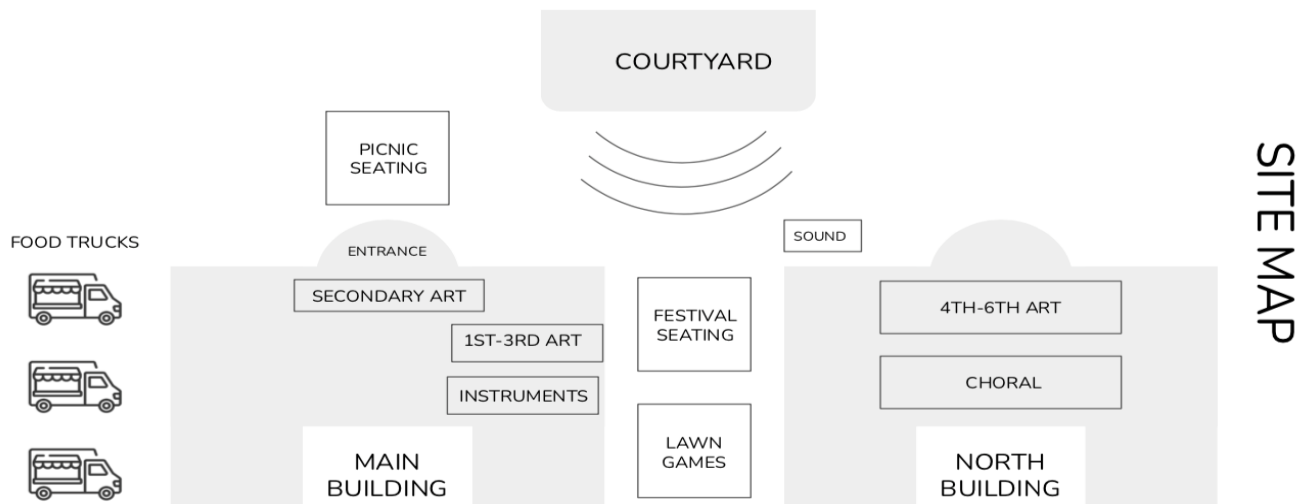 COURTYARD
PICNIC
SEATING
SITE MAP
FOOD TRUCKS
ENTRANCE
SOUND
SECONDARY ART
1ST-3RD ART
INSTRUMENTS
MAIN
BUILDING
FESTIVAL
SEATING
LAWN
GAMES
4TH-6TH ART
CHORAL
NORTH
BUILDING